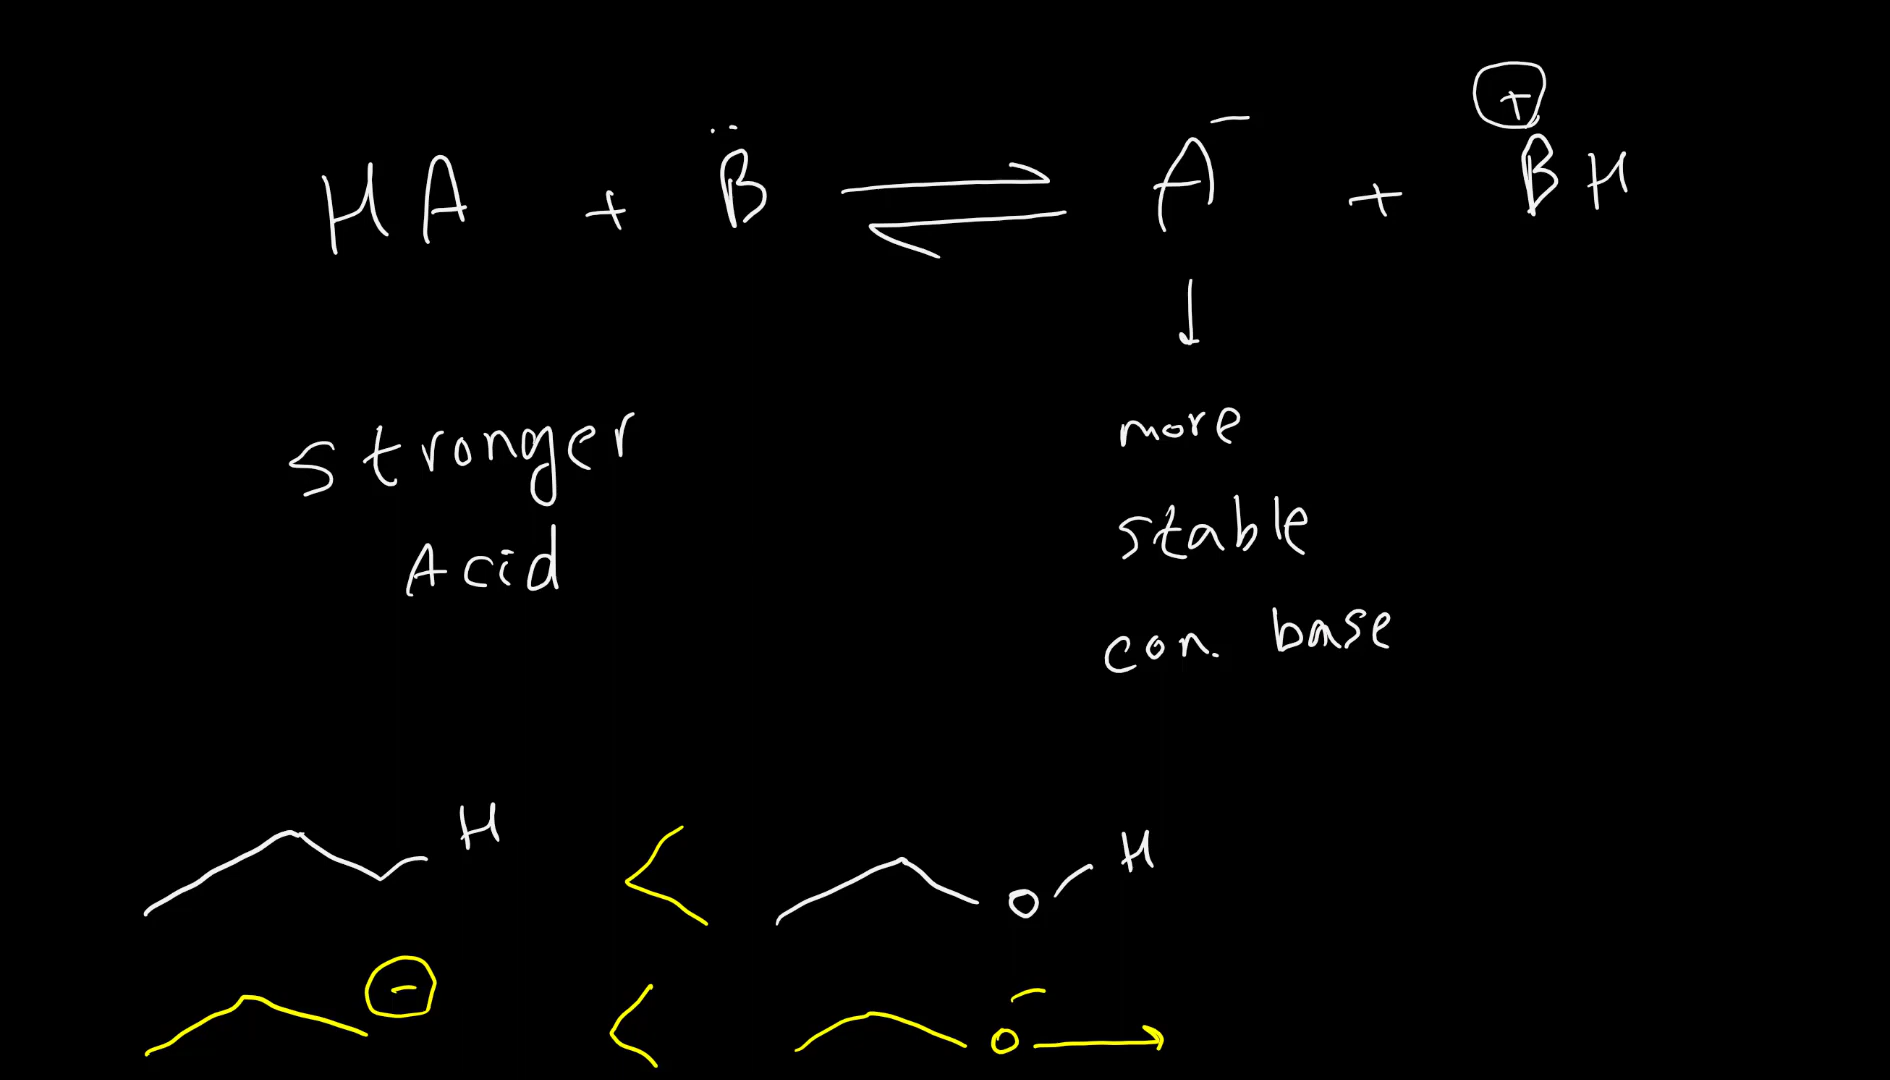 HA + B̈ ⇌ A⁻ + ⊕BH
↓
stronger
more
Acid
stable
con. base
H < O H
⊖ < O⁻ →